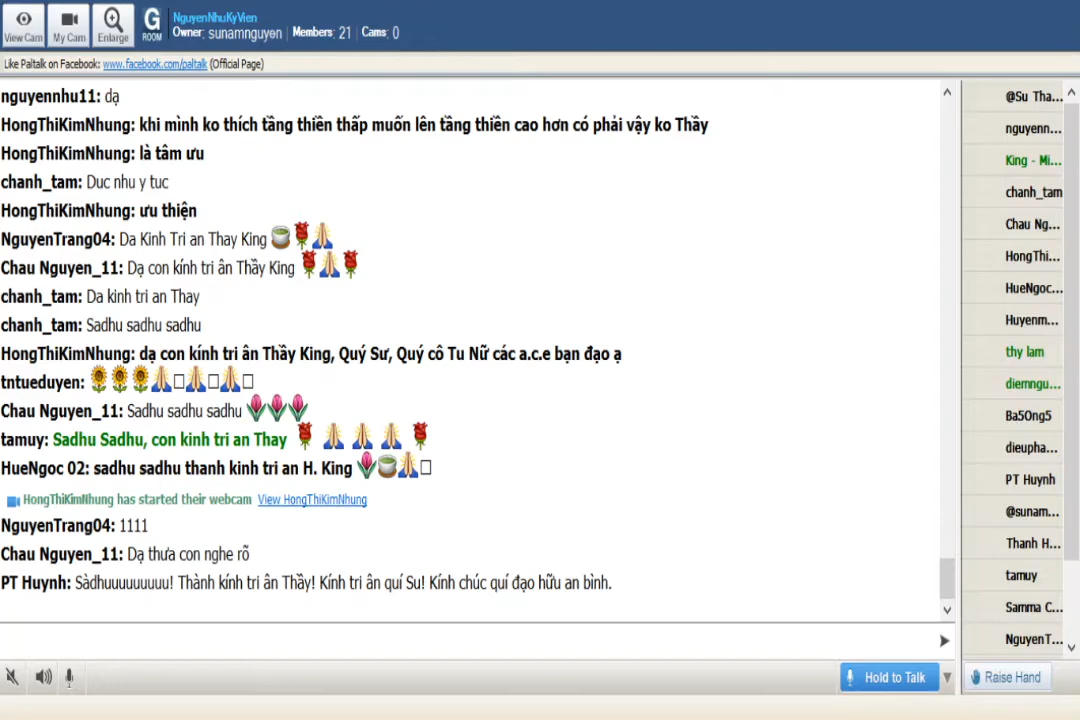 View Cam My Cam Enlarge G ROOM NguyenNhuKyVien
Owner: sunamnguyen Members: 21 Cams: 0
Like Paltalk on Facebook: www.facebook.com/paltalk (Official Page)
nguyennhu11: dạ
HongThiKimNhung: khi mình ko thích tầng thiền thấp muốn lên tầng thiền cao hơn có phải vậy ko Thầy
HongThiKimNhung: là tâm ưu
chanh_tam: Duc nhu y tuc
HongThiKimNhung: ưu thiện
NguyenTrang04: Da Kinh Tri an Thay King 🍵🌹🙏
Chau Nguyen_11: Dạ con kính tri ân Thầy King 🌹🙏🌹
chanh_tam: Da kinh tri an Thay
chanh_tam: Sadhu sadhu sadhu
HongThiKimNhung: dạ con kính tri ân Thầy King, Quý Sư, Quý cô Tu Nữ các a.c.e bạn đạo ạ
tntueduyen: 🌻🌻🌻🙏□🙏□🙏□
Chau Nguyen_11: Sadhu sadhu sadhu 🌷🌷🌷
tamuy: Sadhu Sadhu, con kinh tri an Thay 🌹 🙏 🙏 🙏 🌹
HueNgoc 02: sadhu sadhu thanh kinh tri an H. King 🌷🍵🙏□
HongThiKimNhung has started their webcam View HongThiKimNhung
NguyenTrang04: 1111
Chau Nguyen_11: Dạ thưa con nghe rõ
PT Huynh: Sàdhuuuuuuuuu! Thành kính tri ân Thầy! Kính tri ân quí Su! Kính chúc quí đạo hữu an bình.
@Su Tha...
nguyenn...
King - Mi...
chanh_tam
Chau Ng...
HongThi...
HueNgoc...
Huyenm...
thy lam
diemngu...
Ba5Ong5
dieupha...
PT Huynh
@sunam...
Thanh H...
tamuy
Samma C...
NguyenT...
Hold to Talk
Raise Hand